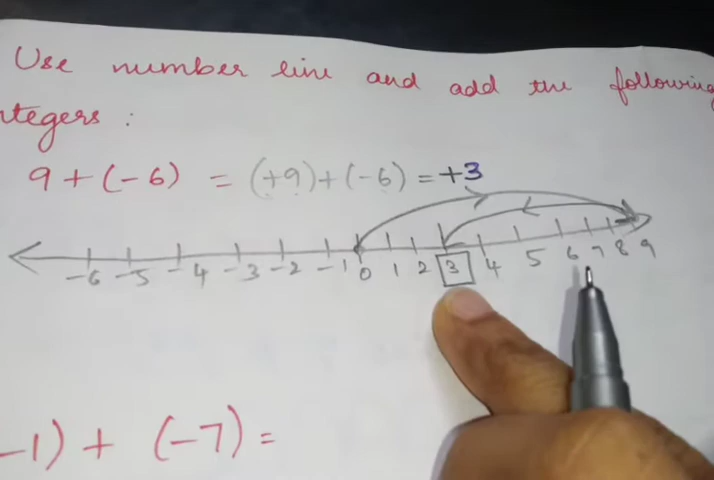 Use number line and add the following
ntegers :
9 + (-6) = (+9) + (-6) = +3
-6 -5 -4 -3 -2 -1 0 1 2 3 4 5 6 7 8 9
-1) + (-7) =